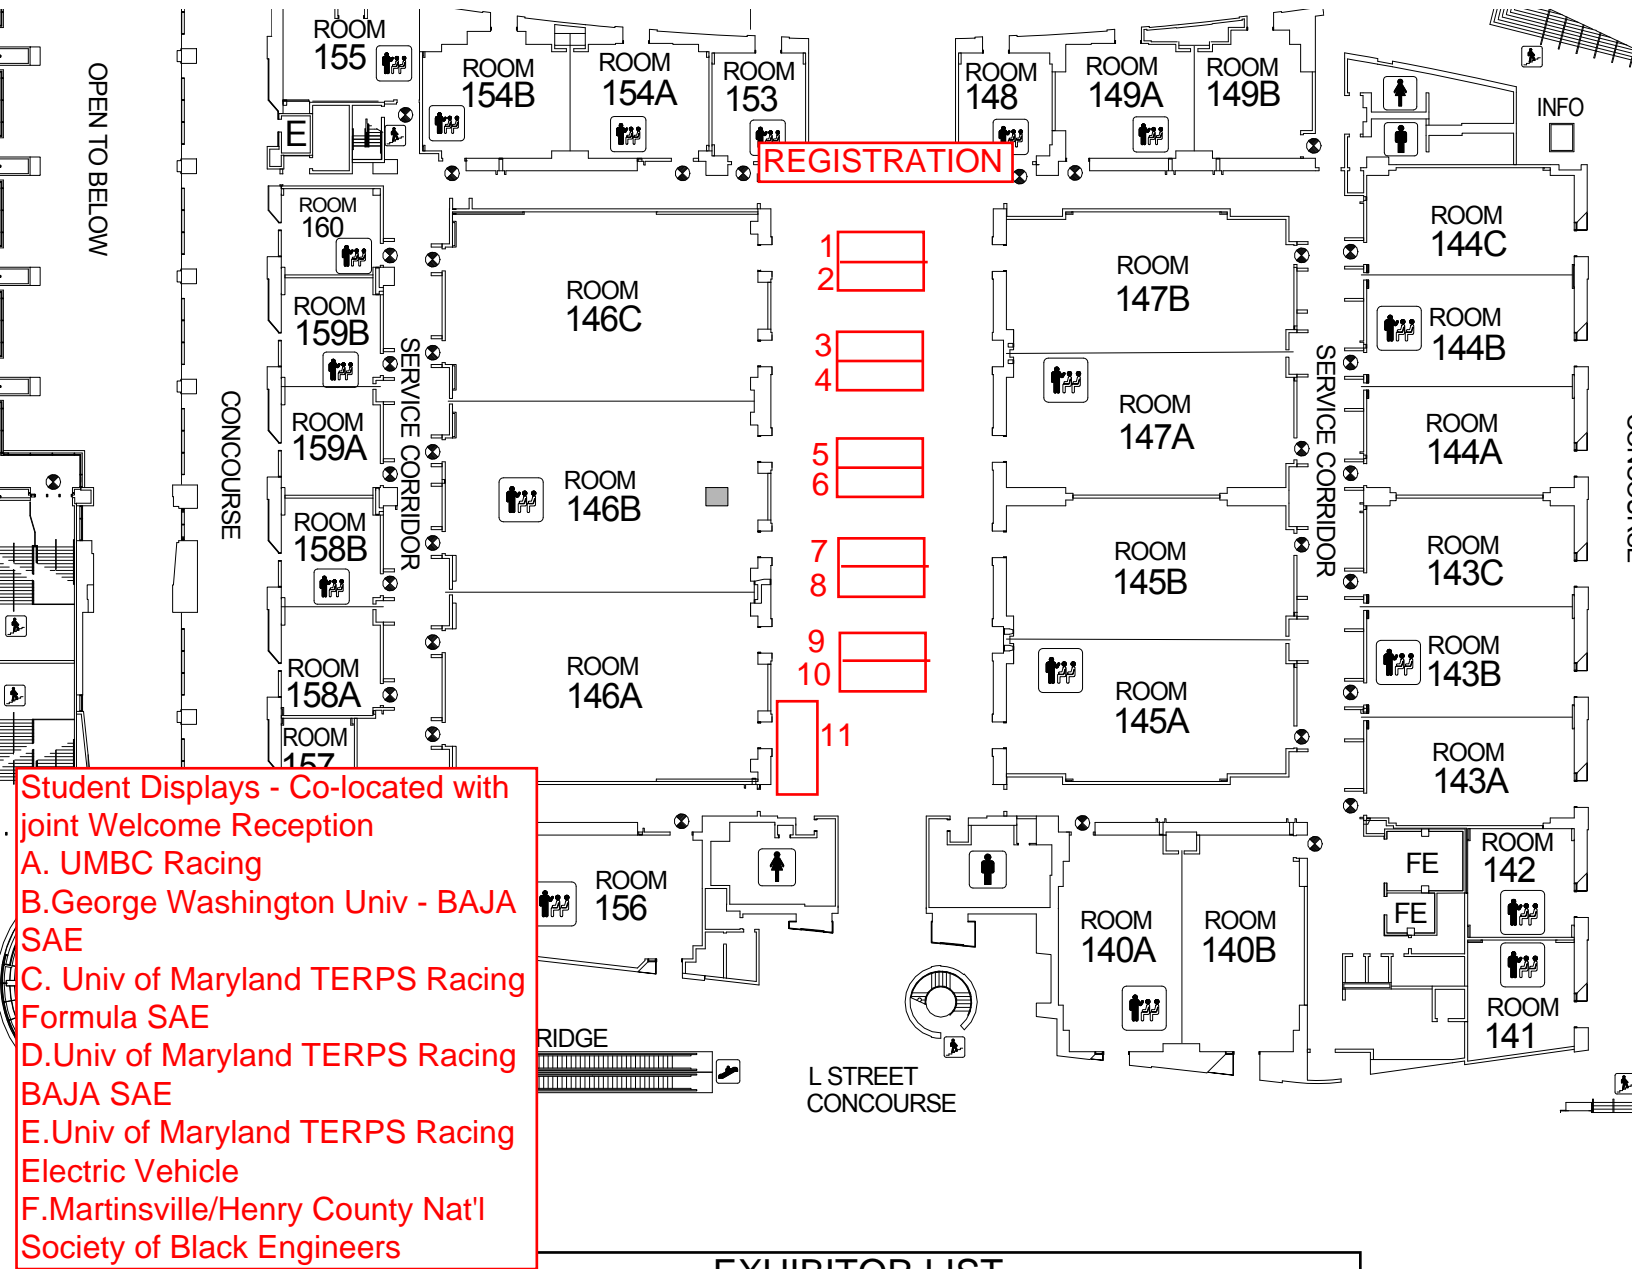 ROOM
155
ROOM
154B
ROOM
154A
ROOM
153
ROOM
148
ROOM
149A
ROOM
149B
INFO
E
OPEN TO BELOW
REGISTRATION
ROOM
160
ROOM
146C
1
2
ROOM
147B
ROOM
144C
ROOM
159B
3
4
ROOM
144B
SERVICE CORRIDOR
SERVICE CORRIDOR
CONCOURSE
ROOM
159A
ROOM
147A
ROOM
144A
ROOM
146B
5
6
ROOM
158B
7
8
ROOM
145B
ROOM
143C
ROOM
158A
ROOM
146A
9
10
ROOM
145A
ROOM
143B
11
ROOM
157
ROOM
143A
Student Displays - Co-located with
joint Welcome Reception
A. UMBC Racing
B.George Washington Univ - BAJA
SAE
C. Univ of Maryland TERPS Racing
Formula SAE
D.Univ of Maryland TERPS Racing
BAJA SAE
E.Univ of Maryland TERPS Racing
Electric Vehicle
F.Martinsville/Henry County Nat'l
Society of Black Engineers
ROOM
156
ROOM
140A
ROOM
140B
FE
FE
ROOM
142
ROOM
141
RIDGE
L STREET
CONCOURSE
EXHIBITOR LIST